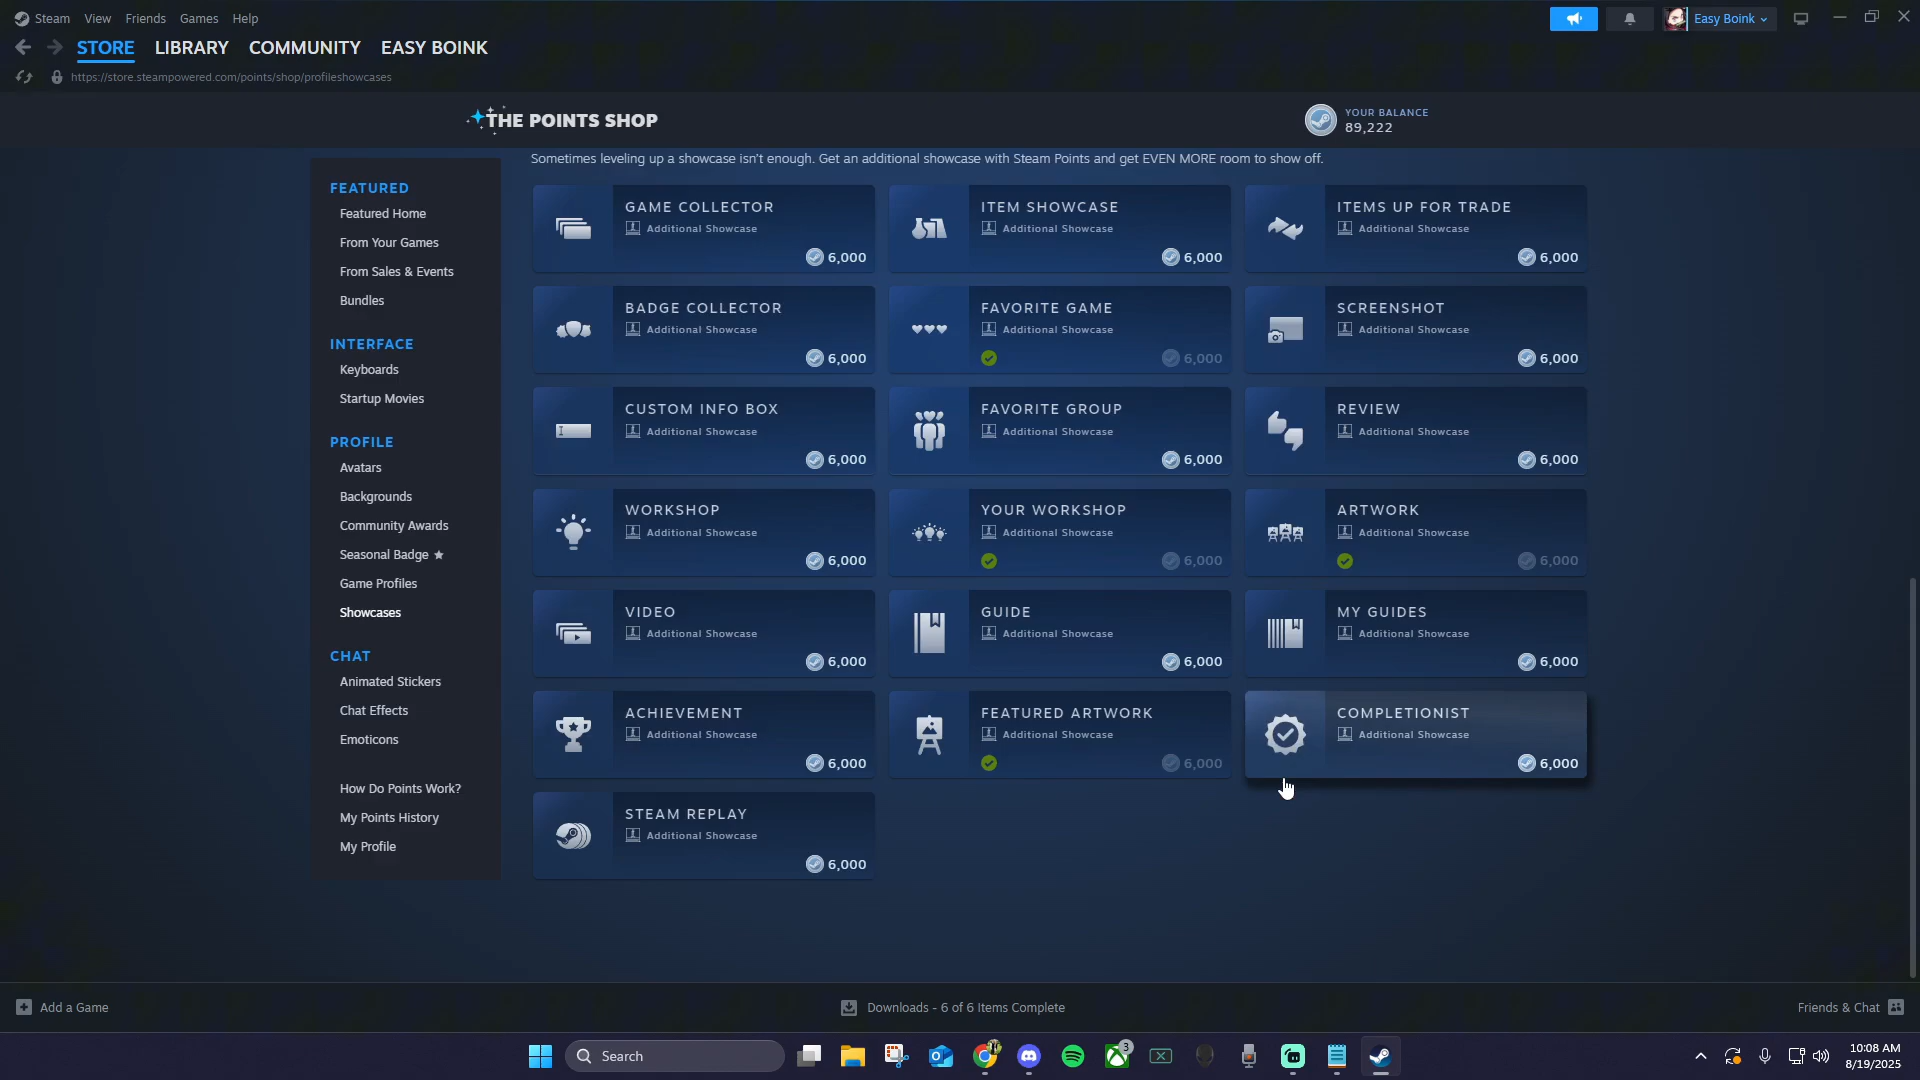 Steam View Friends Games Help
Easy Boink
STORE LIBRARY COMMUNITY EASY BOINK
https://store.steampowered.com/points/shop/profileshowcases
THE POINTS SHOP
YOUR BALANCE
89,222
Sometimes leveling up a showcase isn't enough. Get an additional showcase with Steam Points and get EVEN MORE room to show off.
FEATURED
Featured Home
From Your Games
From Sales & Events
Bundles
INTERFACE
Keyboards
Startup Movies
PROFILE
Avatars
Backgrounds
Community Awards
Seasonal Badge ★
Game Profiles
Showcases
CHAT
Animated Stickers
Chat Effects
Emoticons
How Do Points Work?
My Points History
My Profile
GAME COLLECTOR
Additional Showcase
6,000
ITEM SHOWCASE
Additional Showcase
6,000
ITEMS UP FOR TRADE
Additional Showcase
6,000
BADGE COLLECTOR
Additional Showcase
6,000
FAVORITE GAME
Additional Showcase
6,000
SCREENSHOT
Additional Showcase
6,000
CUSTOM INFO BOX
Additional Showcase
6,000
FAVORITE GROUP
Additional Showcase
6,000
REVIEW
Additional Showcase
6,000
WORKSHOP
Additional Showcase
6,000
YOUR WORKSHOP
Additional Showcase
6,000
ARTWORK
Additional Showcase
6,000
VIDEO
Additional Showcase
6,000
GUIDE
Additional Showcase
6,000
MY GUIDES
Additional Showcase
6,000
ACHIEVEMENT
Additional Showcase
6,000
FEATURED ARTWORK
Additional Showcase
6,000
COMPLETIONIST
Additional Showcase
6,000
STEAM REPLAY
Additional Showcase
6,000
Add a Game
Downloads - 6 of 6 Items Complete
Friends & Chat
Search
3
10:08 AM
8/19/2025